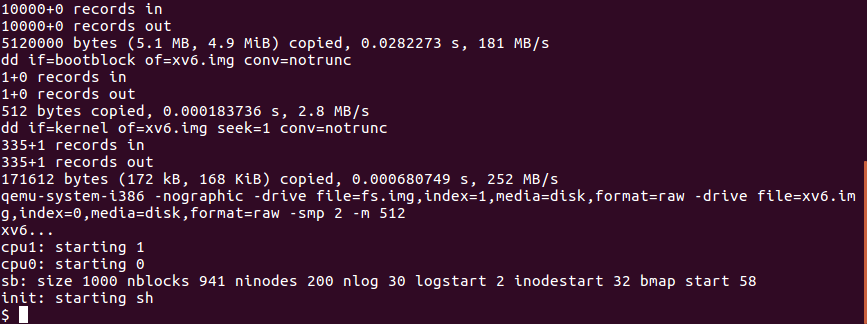 10000+0 records in
10000+0 records out
5120000 bytes (5.1 MB, 4.9 MiB) copied, 0.0282273 s, 181 MB/s
dd if=bootblock of=xv6.img conv=notrunc
1+0 records in
1+0 records out
512 bytes copied, 0.000183736 s, 2.8 MB/s
dd if=kernel of=xv6.img seek=1 conv=notrunc
335+1 records in
335+1 records out
171612 bytes (172 kB, 168 KiB) copied, 0.000680749 s, 252 MB/s
qemu-system-i386 -nographic -drive file=fs.img,index=1,media=disk,format=raw -drive file=xv6.im
g,index=0,media=disk,format=raw -smp 2 -m 512
xv6...
cpu1: starting 1
cpu0: starting 0
sb: size 1000 nblocks 941 ninodes 200 nlog 30 logstart 2 inodestart 32 bmap start 58
init: starting sh
$